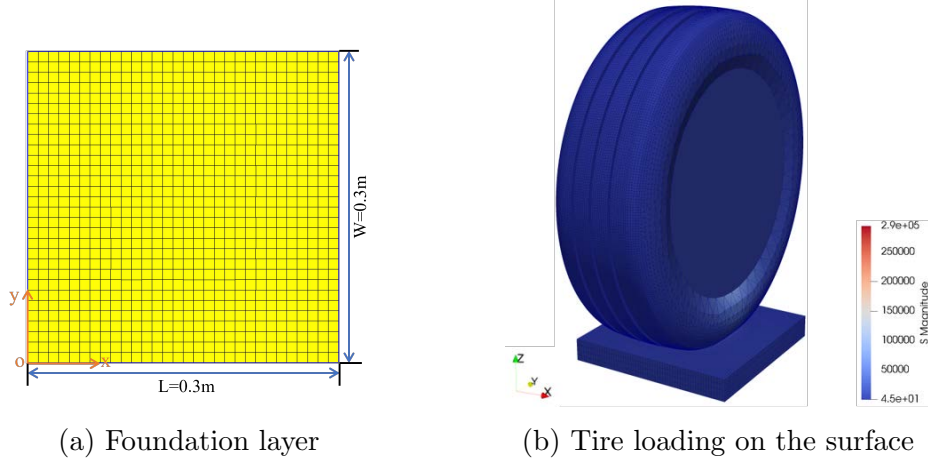 y
o
x
L=0.3m
W=0.3m
Z
Y
X
2.9e+05
250000
200000
150000
100000
50000
4.5e+01
S Magnitude
(a) Foundation layer
(b) Tire loading on the surface